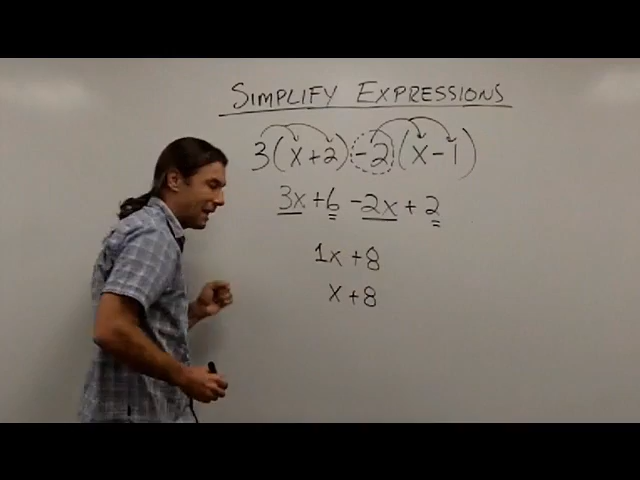 SIMPLIFY EXPRESSIONS
3(x+2)-2(x-1)
3x+6-2x+2
1x+8
x+8